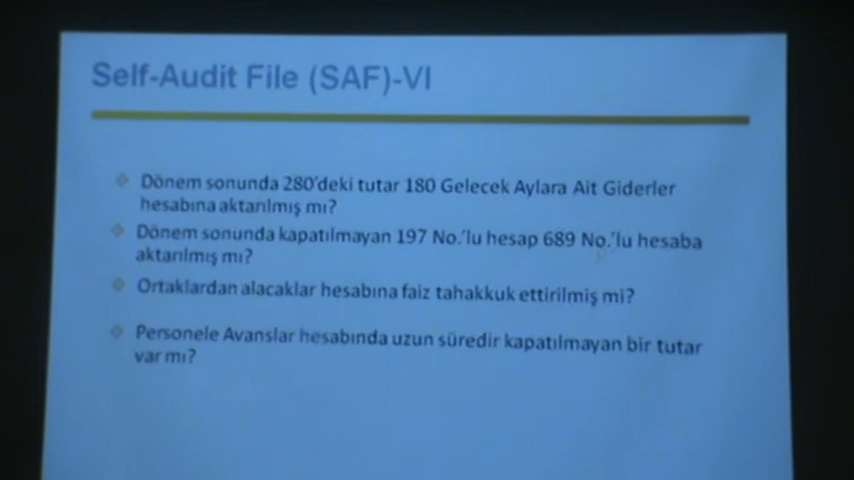 Self-Audit File (SAF)-VI
Dönem sonunda 280'deki tutar 180 Gelecek Aylara Ait Giderler
hesabına aktarılmış mı?
Dönem sonunda kapatılmayan 197 No.'lu hesap 689 No.'lu hesaba
aktarılmış mı?
Ortaklardan alacaklar hesabına faiz tahakkuk ettirilmiş mi?
Personele Avanslar hesabında uzun süredir kapatılmayan bir tutar
var mı?